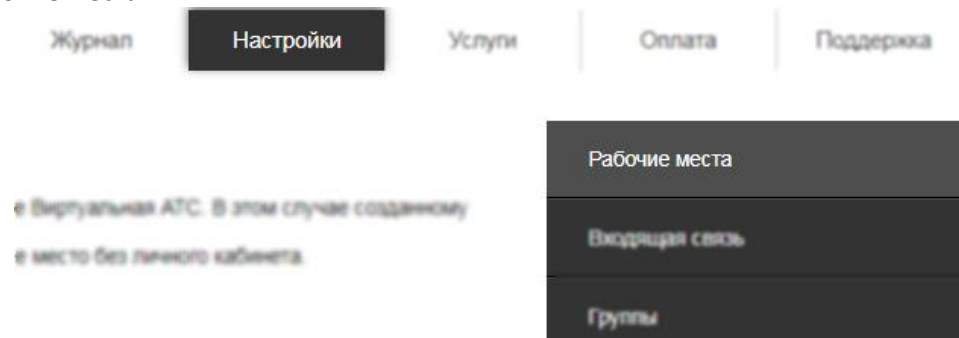 Журнал
Настройки
Услуги
Оплата
Поддержка
Рабочие места
е Виртуальная АТС. В этом случае созданному
Входящая связь
е место без личного кабинета.
Группы